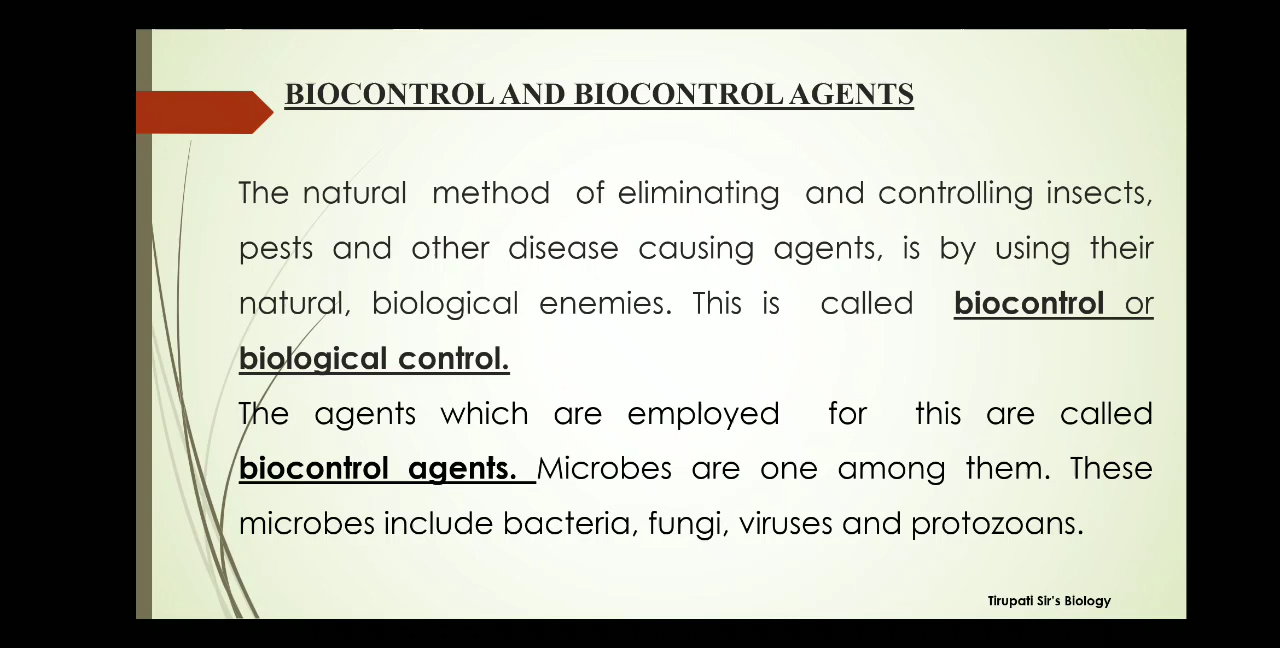 BIOCONTROL AND BIOCONTROL AGENTS
The natural method of eliminating and controlling insects,
pests and other disease causing agents, is by using their
natural, biological enemies. This is called biocontrol or
biological control.
The agents which are employed for this are called
biocontrol agents. Microbes are one among them. These
microbes include bacteria, fungi, viruses and protozoans.
Tirupati Sir's Biology